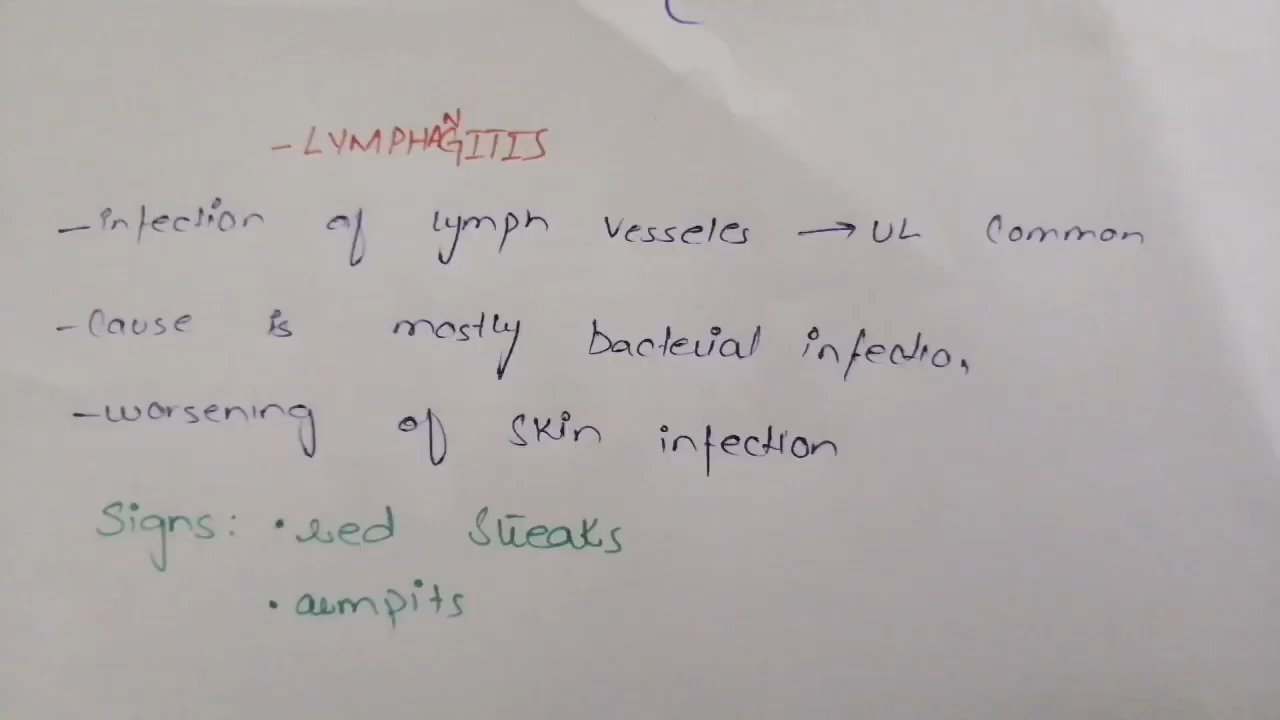 - LYMPHANGITIS
- infection of lymph vesseles → UL common
- Cause is mostly bacterial infectio,
- worsening of skin infection
Signs: • red streaks
• armpits